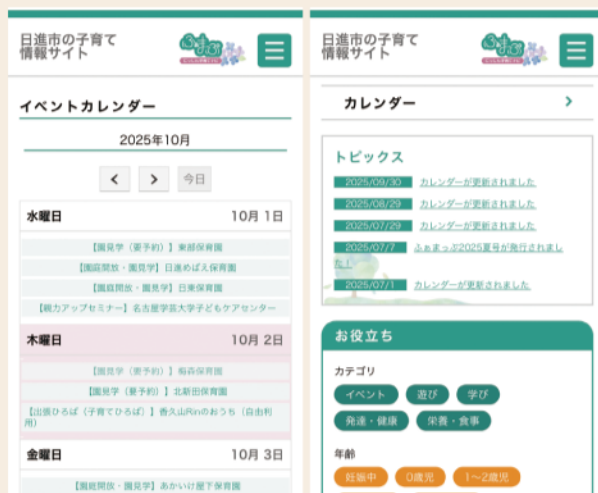 日進市の子育て
情報サイト
イベントカレンダー
2025年10月
今日
水曜日 10月 1日
【園見学（要予約）】東部保育園
【園庭開放・園見学】日進めばえ保育園
【園庭開放・園見学】日東保育園
【親力アップセミナー】名古屋学芸大学子どもケアセンター
木曜日 10月 2日
【園見学（要予約）】梅森保育園
【園見学（要予約）】北新田保育園
【出張ひろば（子育てひろば）】香久山Rinのおうち（自由利
用）
金曜日 10月 3日
【園庭開放・園見学】あかいけ屋下保育園
日進市の子育て
情報サイト
カレンダー
トピックス
2025/09/30 カレンダーが更新されました
2025/08/29 カレンダーが更新されました
2025/07/29 カレンダーが更新されました
2025/07/7 ふぁまっぷ2025夏号が発行されまし
た！
2025/07/1 カレンダーが更新されました
お役立ち
カテゴリ
イベント 遊び 学び
発達・健康 栄養・食事
年齢
妊娠中 0歳児 1〜2歳児